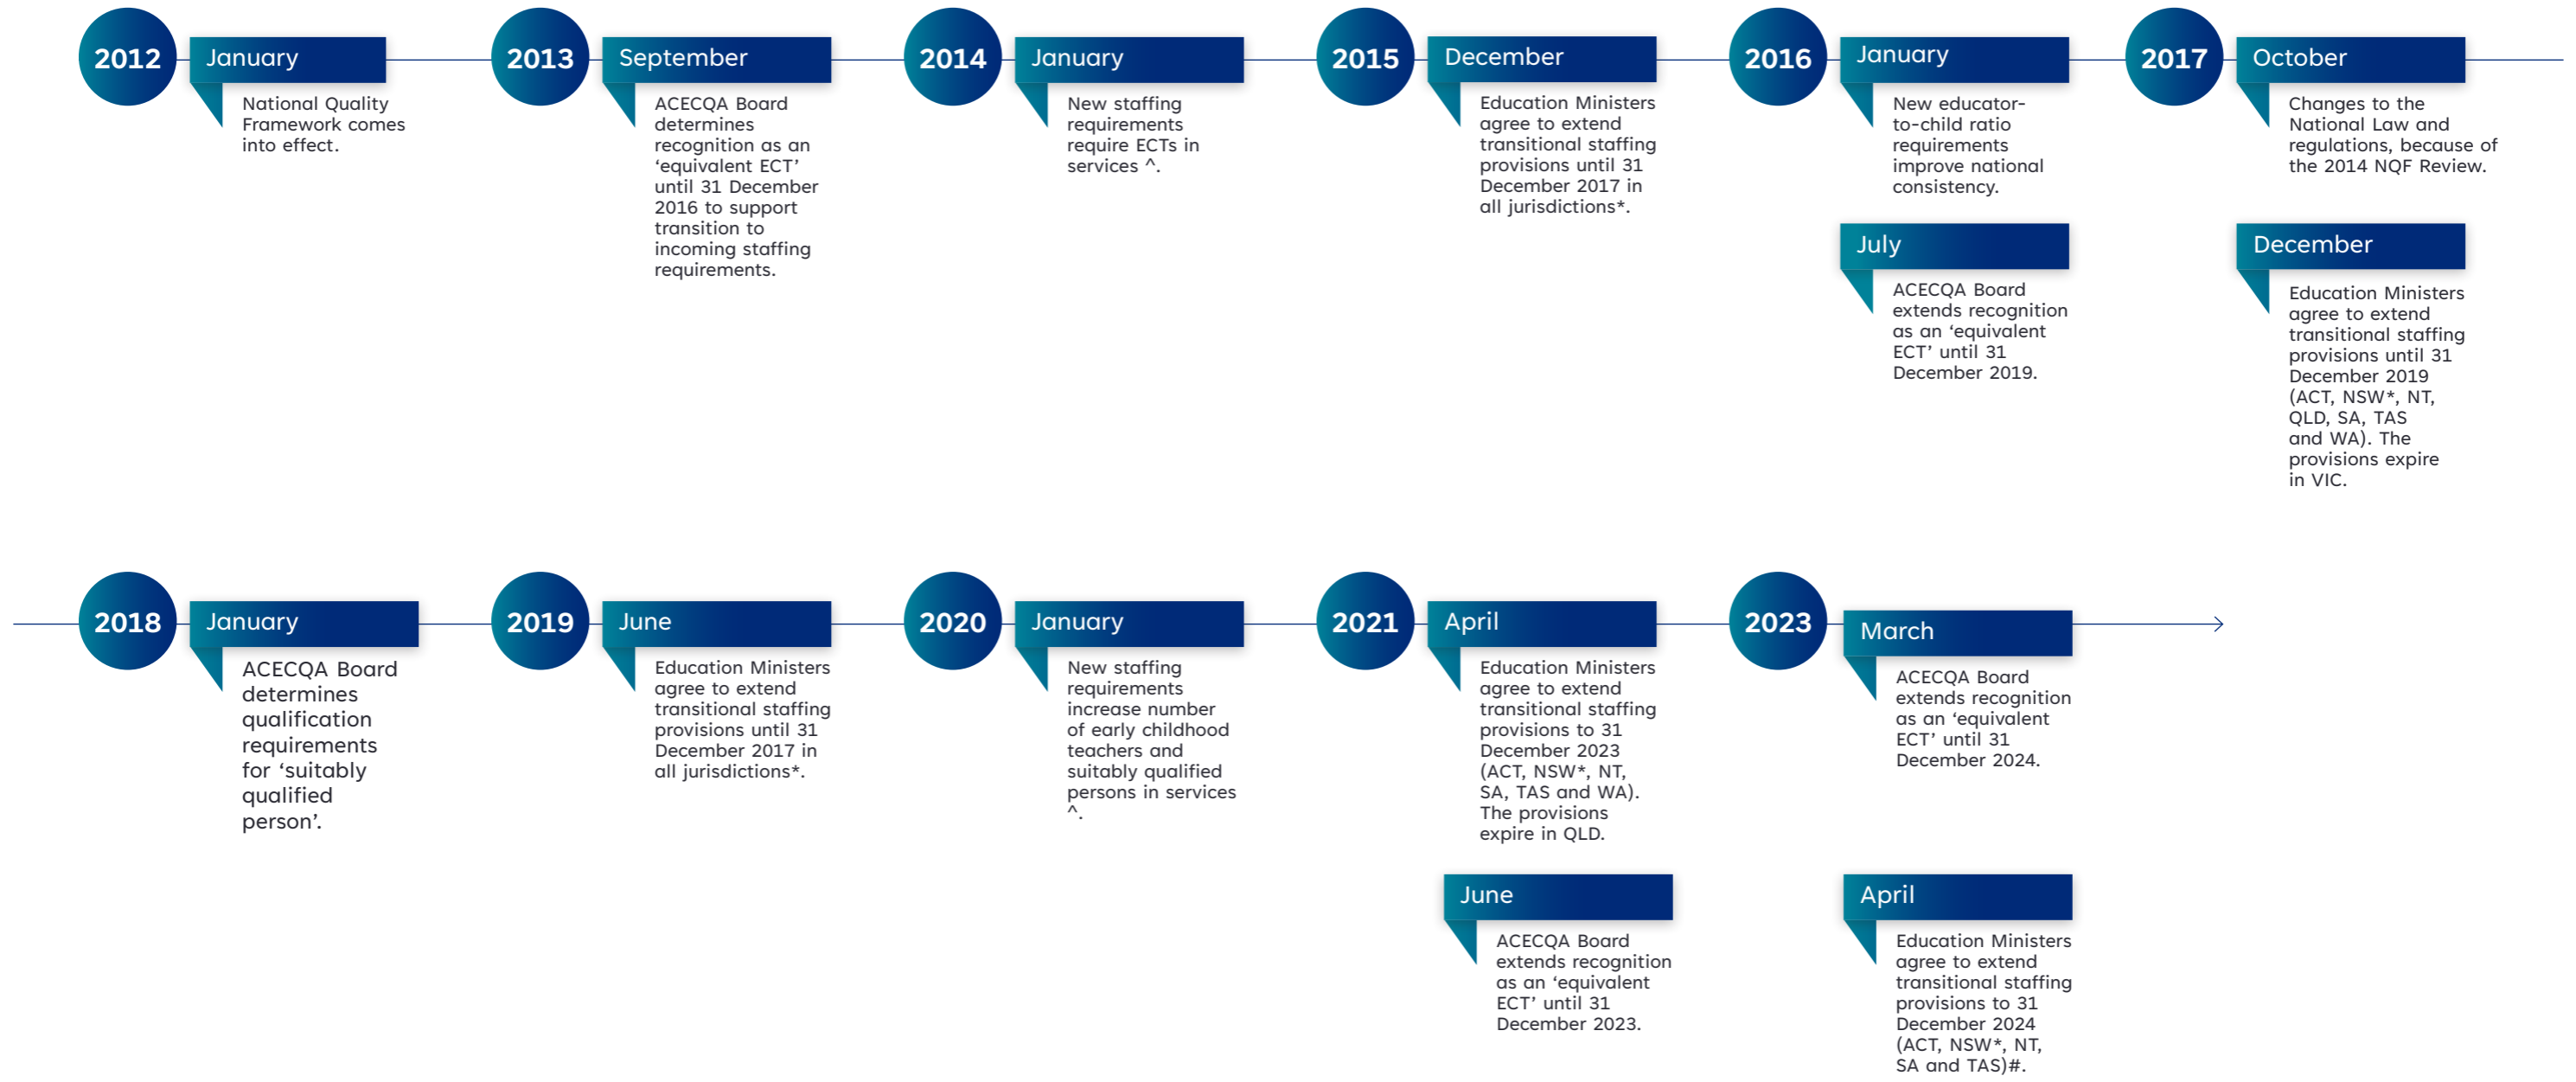 2012
January
National Quality
Framework comes
into effect.
2013
September
ACECQA Board
determines
recognition as an
‘equivalent ECT’
until 31 December
2016 to support
transition to
incoming staffing
requirements.
2014
January
New staffing
requirements
require ECTs in
services ^.
2015
December
Education Ministers
agree to extend
transitional staffing
provisions until 31
December 2017 in
all jurisdictions*.
2016
January
New educator-
to-child ratio
requirements
improve national
consistency.
July
ACECQA Board
extends recognition
as an ‘equivalent
ECT’ until 31
December 2019.
2017
October
Changes to the
National Law and
regulations, because of
the 2014 NQF Review.
December
Education Ministers
agree to extend
transitional staffing
provisions until 31
December 2019
(ACT, NSW*, NT,
QLD, SA, TAS
and WA). The
provisions expire
in VIC.
2018
January
ACECQA Board
determines
qualification
requirements
for ‘suitably
qualified
person’.
2019
June
Education Ministers
agree to extend
transitional staffing
provisions until 31
December 2017 in
all jurisdictions*.
2020
January
New staffing
requirements
increase number
of early childhood
teachers and
suitably qualified
persons in services
^.
2021
April
Education Ministers
agree to extend
transitional staffing
provisions to 31
December 2023
(ACT, NSW*, NT,
SA, TAS and WA).
The provisions
expire in QLD.
June
ACECQA Board
extends recognition
as an ‘equivalent
ECT’ until 31
December 2023.
2023
March
ACECQA Board
extends recognition
as an ‘equivalent
ECT’ until 31
December 2024.
April
Education Ministers
agree to extend
transitional staffing
provisions to 31
December 2024
(ACT, NSW*, NT,
SA and TAS)#.